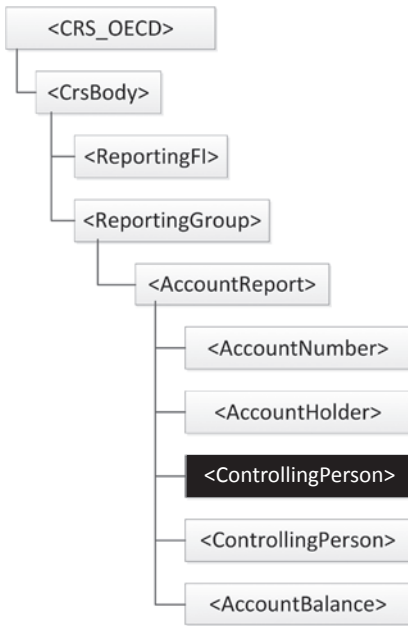 <CRS_OECD>
<CrsBody>
<ReportingFI>
<ReportingGroup>
<AccountReport>
<AccountNumber>
<AccountHolder>
<ControllingPerson>
<ControllingPerson>
<AccountBalance>